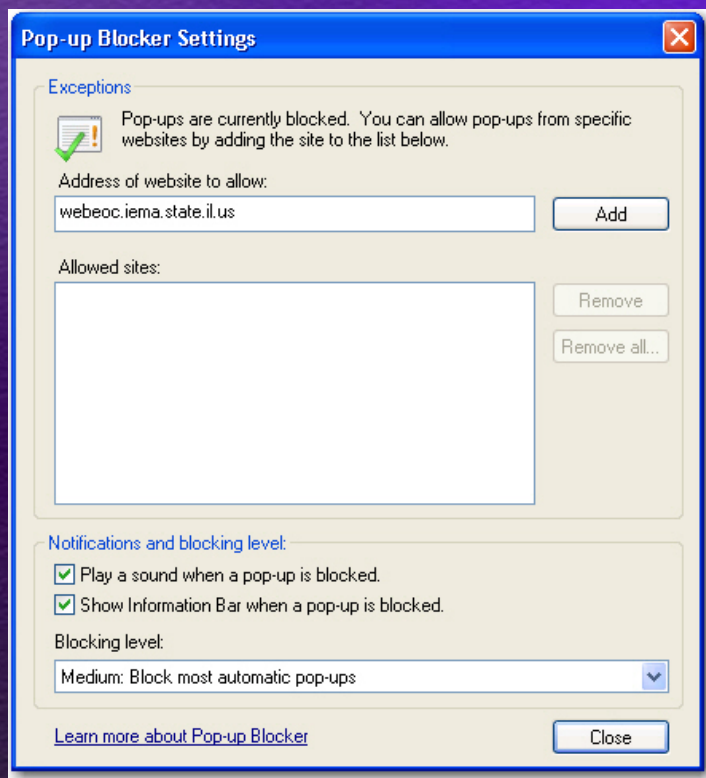 Pop-up Blocker Settings
Exceptions
Pop-ups are currently blocked. You can allow pop-ups from specific
websites by adding the site to the list below.
Address of website to allow:
webeoc.iema.state.il.us
Add
Allowed sites:
Remove
Remove all...
Notifications and blocking level:
Play a sound when a pop-up is blocked.
Show Information Bar when a pop-up is blocked.
Blocking level:
Medium: Block most automatic pop-ups
Learn more about Pop-up Blocker
Close